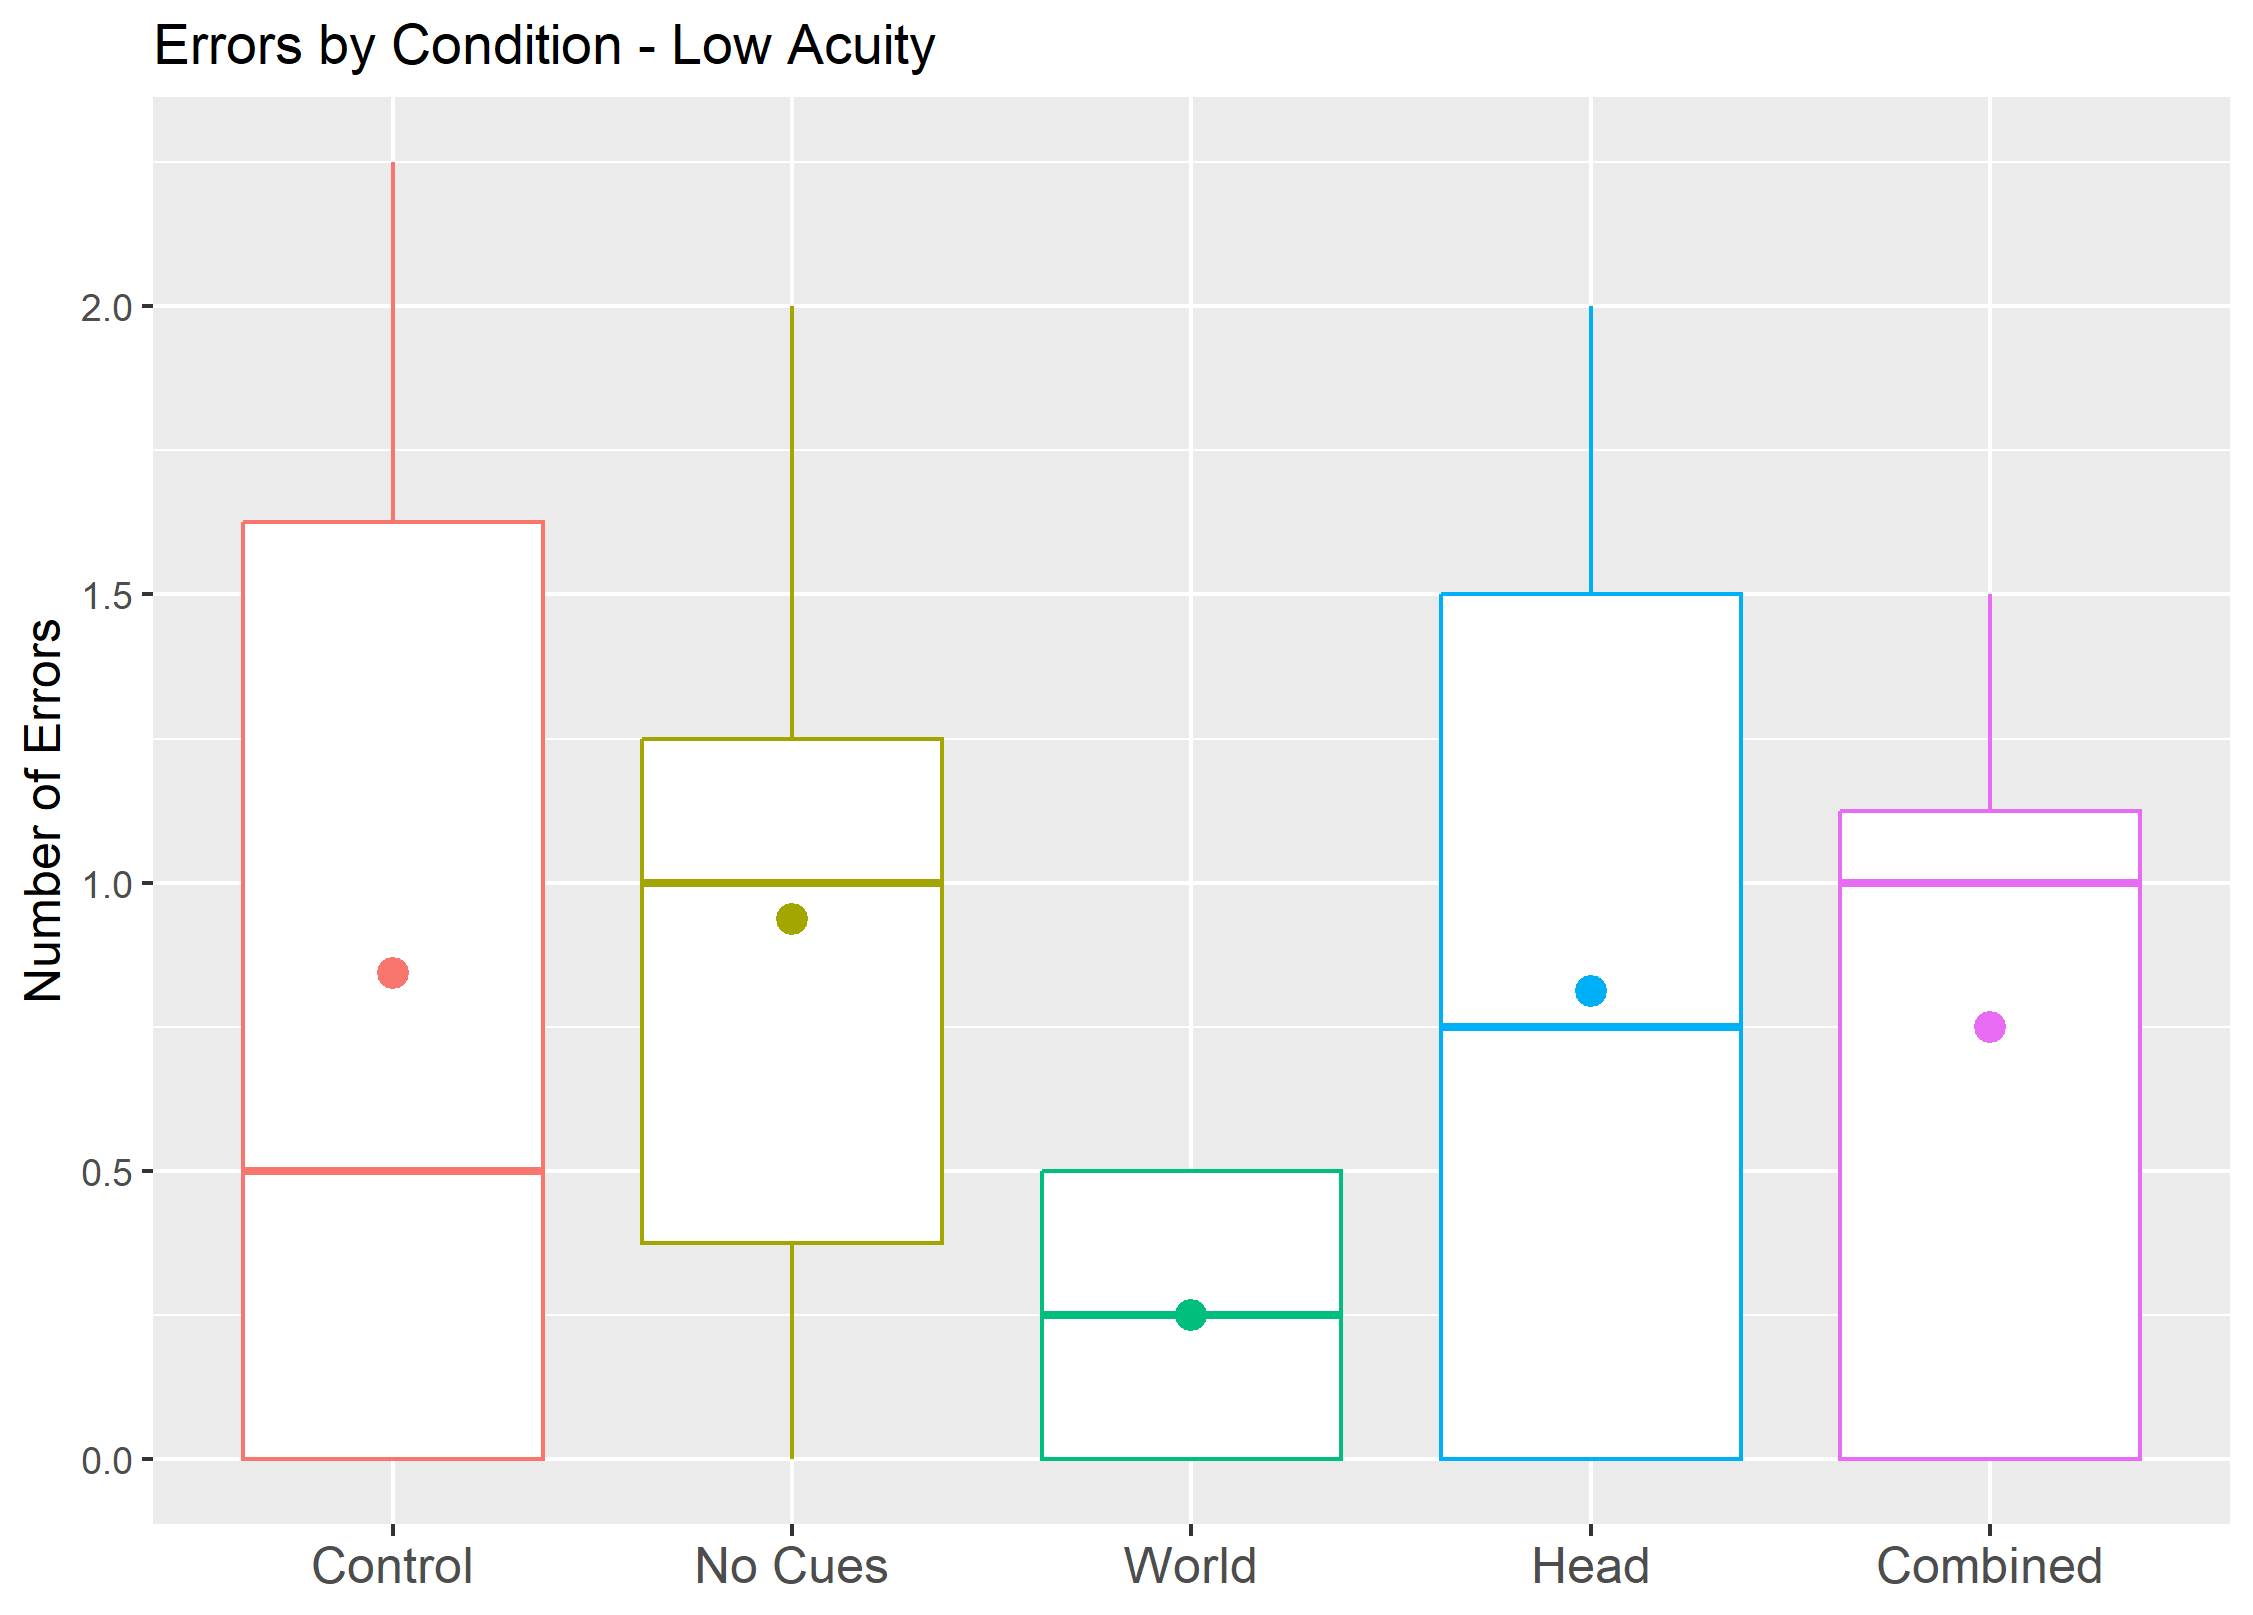 Errors by Condition - Low Acuity
Number of Errors
2.0
1.5
1.0
0.5
0.0
Control No Cues World Head Combined